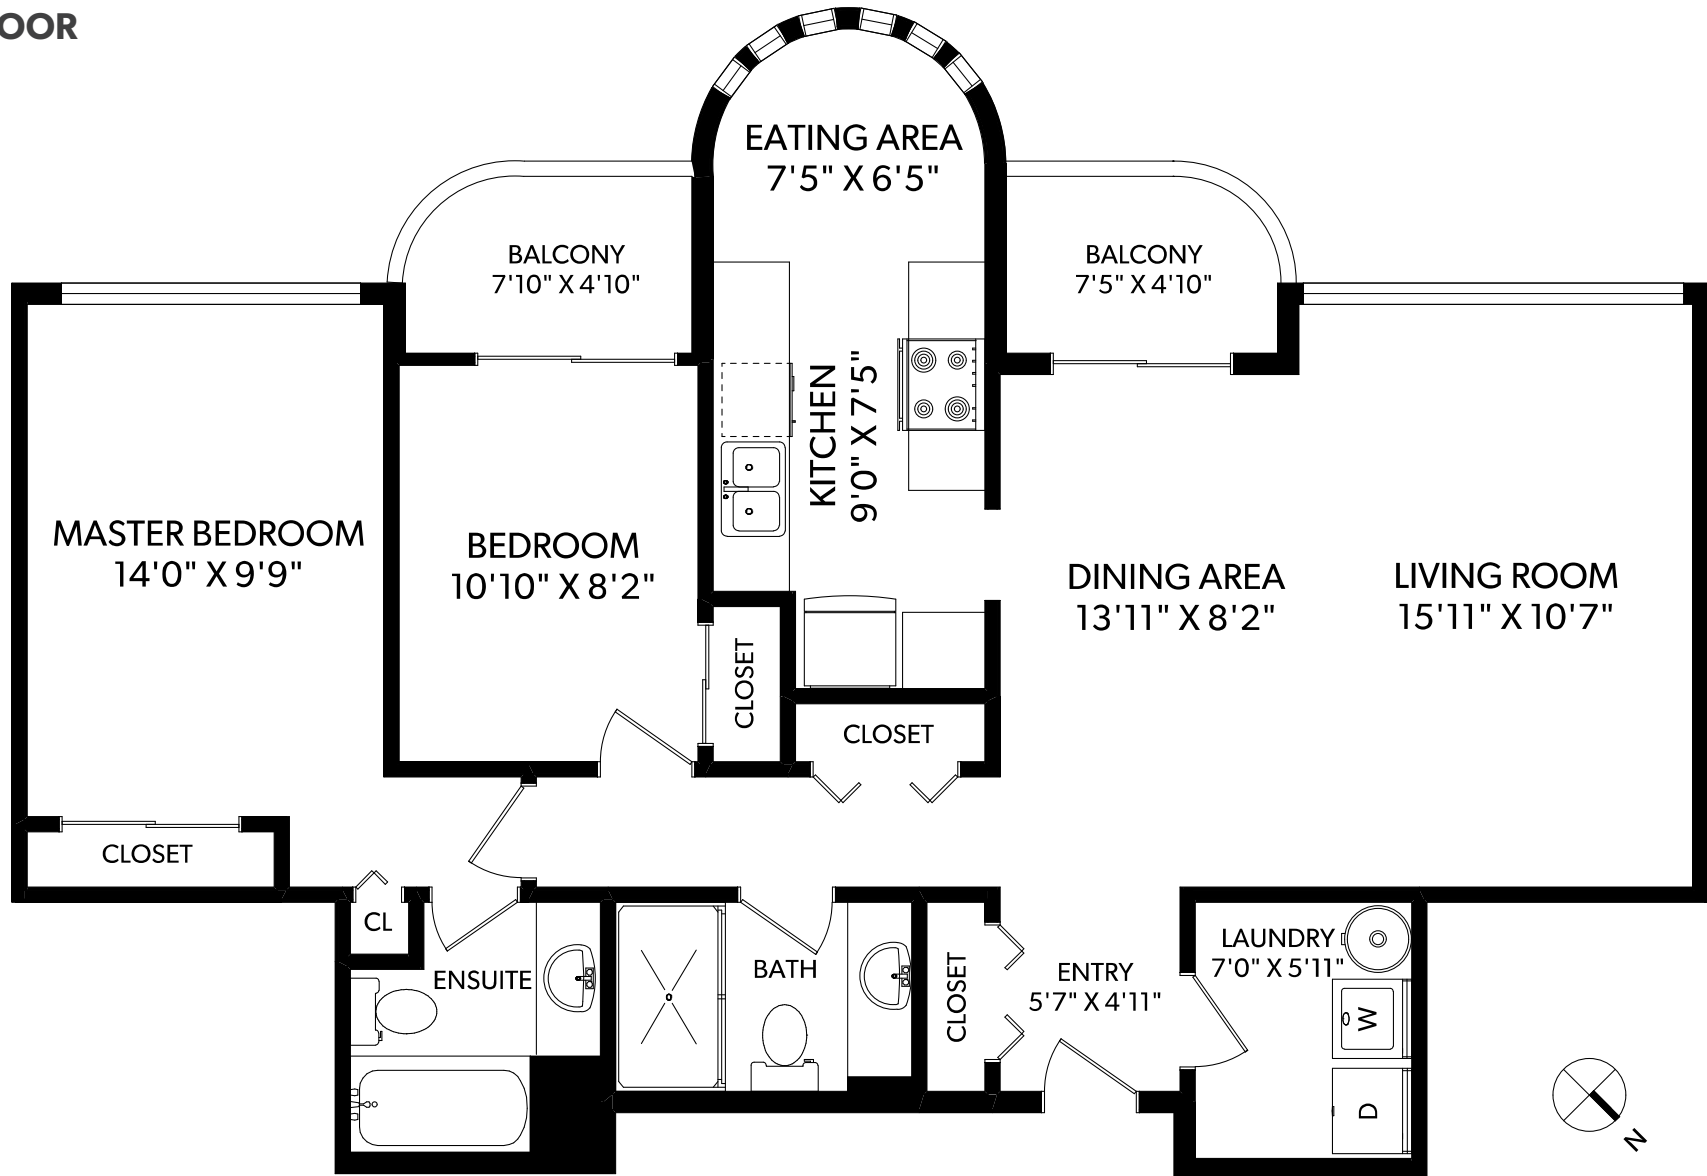 OOR
EATING AREA
7'5" X 6'5"
BALCONY
7'10" X 4'10"
BALCONY
7'5" X 4'10"
KITCHEN
9'0" X 7'5"
MASTER BEDROOM
14'0" X 9'9"
BEDROOM
10'10" X 8'2"
DINING AREA
13'11" X 8'2"
LIVING ROOM
15'11" X 10'7"
CLOSET
CLOSET
CLOSET
CL
ENSUITE
BATH
CLOSET
ENTRY
5'7" X 4'11"
LAUNDRY
7'0" X 5'11"
W
D
N